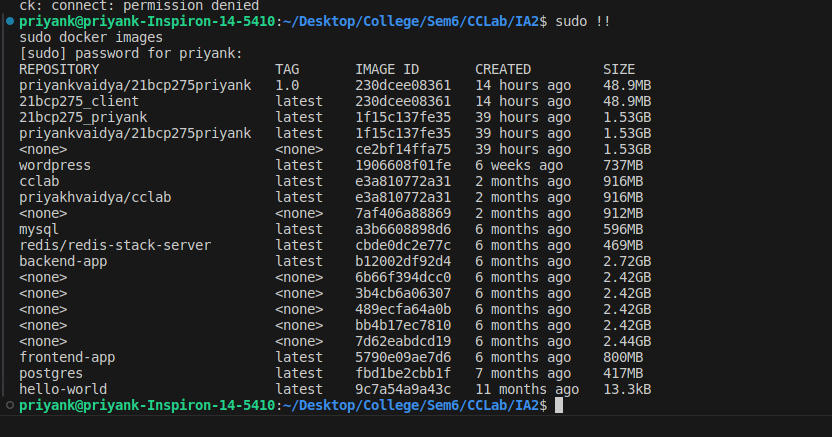 ck: connect: permission denied
priyank@priyank-Inspiron-14-5410:~/Desktop/College/Sem6/CCLab/IA2$ sudo !!
sudo docker images
[sudo] password for priyank:
REPOSITORY TAG IMAGE ID CREATED SIZE
priyankvaidya/21bcp275priyank 1.0 230dcee08361 14 hours ago 48.9MB
21bcp275_client latest 230dcee08361 14 hours ago 48.9MB
21bcp275_priyank latest 1f15c137fe35 39 hours ago 1.53GB
priyankvaidya/21bcp275priyank latest 1f15c137fe35 39 hours ago 1.53GB
<none> <none> ce2bf14ffa75 39 hours ago 1.53GB
wordpress latest 1906608f01fe 6 weeks ago 737MB
cclab latest e3a810772a31 2 months ago 916MB
priyakhvaidya/cclab latest e3a810772a31 2 months ago 916MB
<none> <none> 7af406a88869 2 months ago 912MB
mysql latest a3b6608898d6 6 months ago 596MB
redis/redis-stack-server latest cbde0dc2e77c 6 months ago 469MB
backend-app latest b12002df92d4 6 months ago 2.72GB
<none> <none> 6b66f394dcc0 6 months ago 2.42GB
<none> <none> 3b4cb6a06307 6 months ago 2.42GB
<none> <none> 489ecfa64a0b 6 months ago 2.42GB
<none> <none> bb4b17ec7810 6 months ago 2.42GB
<none> <none> 7d62eabdcd19 6 months ago 2.44GB
frontend-app latest 5790e09ae7d6 6 months ago 800MB
postgres latest fbd1be2cbb1f 7 months ago 417MB
hello-world latest 9c7a54a9a43c 11 months ago 13.3kB
priyank@priyank-Inspiron-14-5410:~/Desktop/College/Sem6/CCLab/IA2$